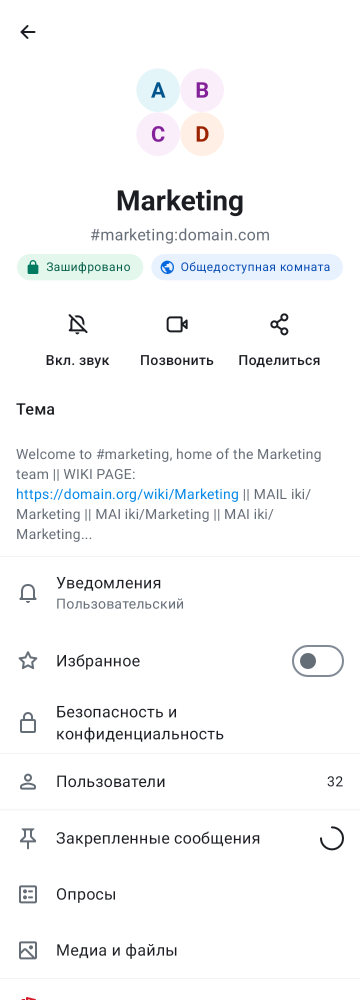 A B
C D
Marketing
#marketing:domain.com
Зашифровано Общедоступная комната
Вкл. звук Позвонить Поделиться
Тема
Welcome to #marketing, home of the Marketing
team || WIKI PAGE:
https://domain.org/wiki/Marketing || MAIL iki/
Marketing || MAI iki/Marketing || MAI iki/
Marketing...
Уведомления
Пользовательский
Избранное
Безопасность и
конфиденциальность
Пользователи 32
Закрепленные сообщения
Опросы
Медиа и файлы